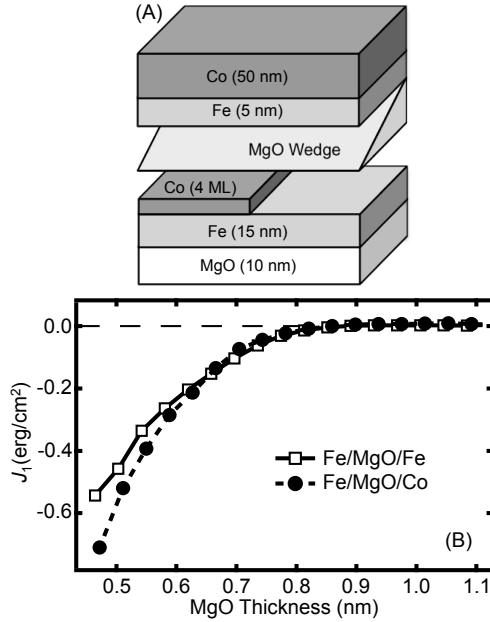 (A)
Co (50 nm)
Fe (5 nm)
MgO Wedge
Co (4 ML)
Fe (15 nm)
MgO (10 nm)
0.0
-0.2
-0.4
-0.6
J₁(erg/cm²)
Fe/MgO/Fe
Fe/MgO/Co
(B)
0.5 0.6 0.7 0.8 0.9 1.0 1.1
MgO Thickness (nm)